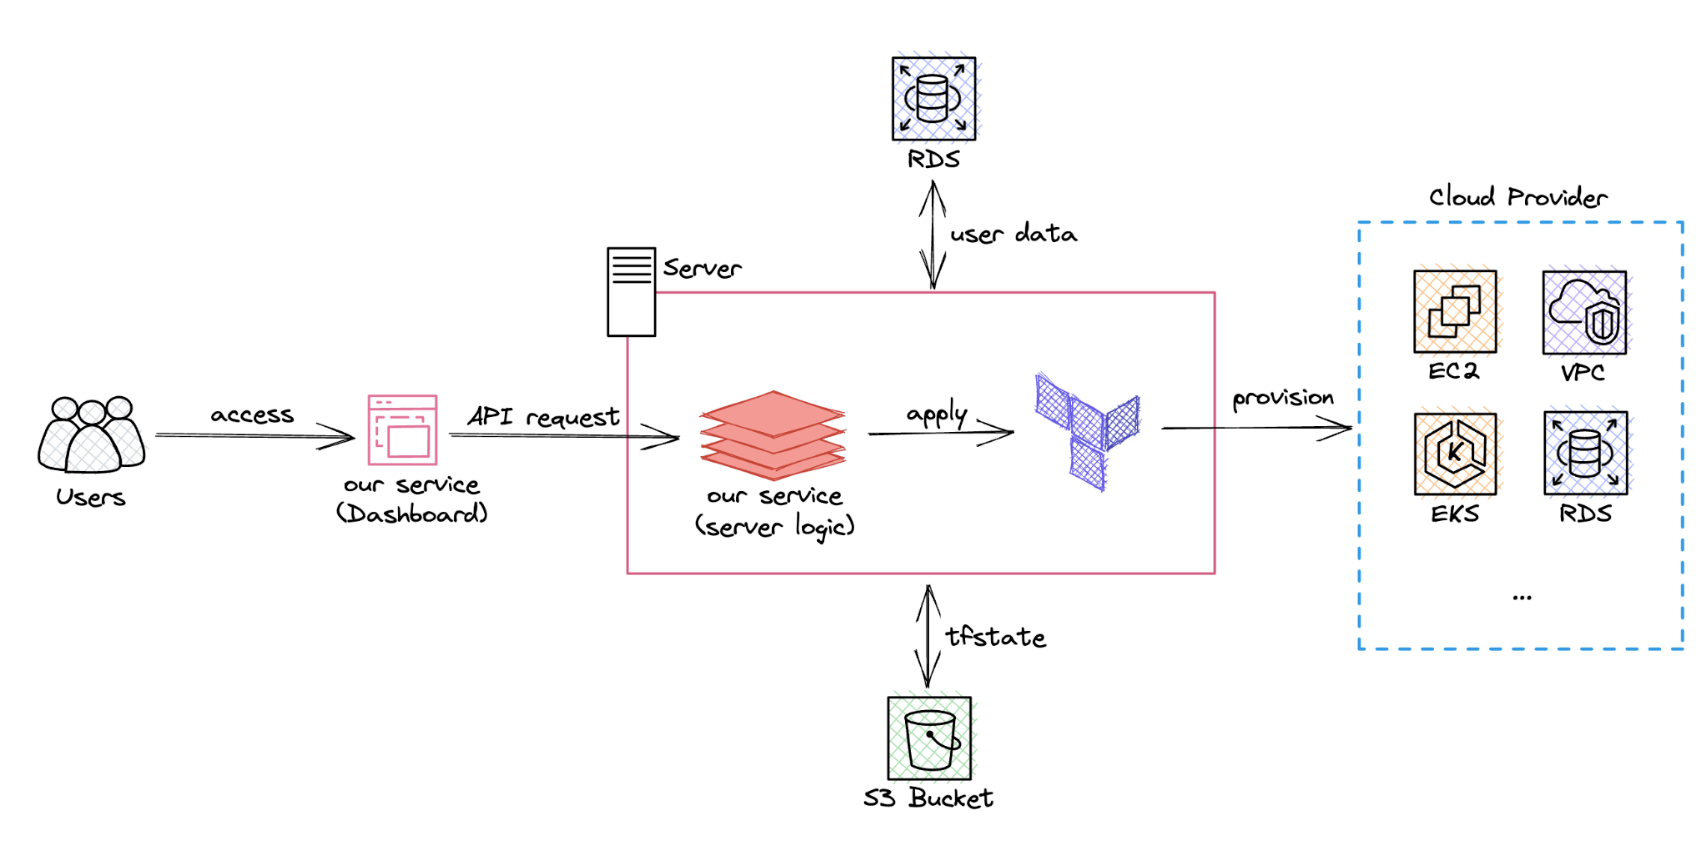 RDS
user data
Cloud Provider
Server
EC2
VPC
access
API request
apply
provision
Users
our service
(Dashboard)
our service
(server logic)
EKS
RDS
...
tfstate
S3 Bucket